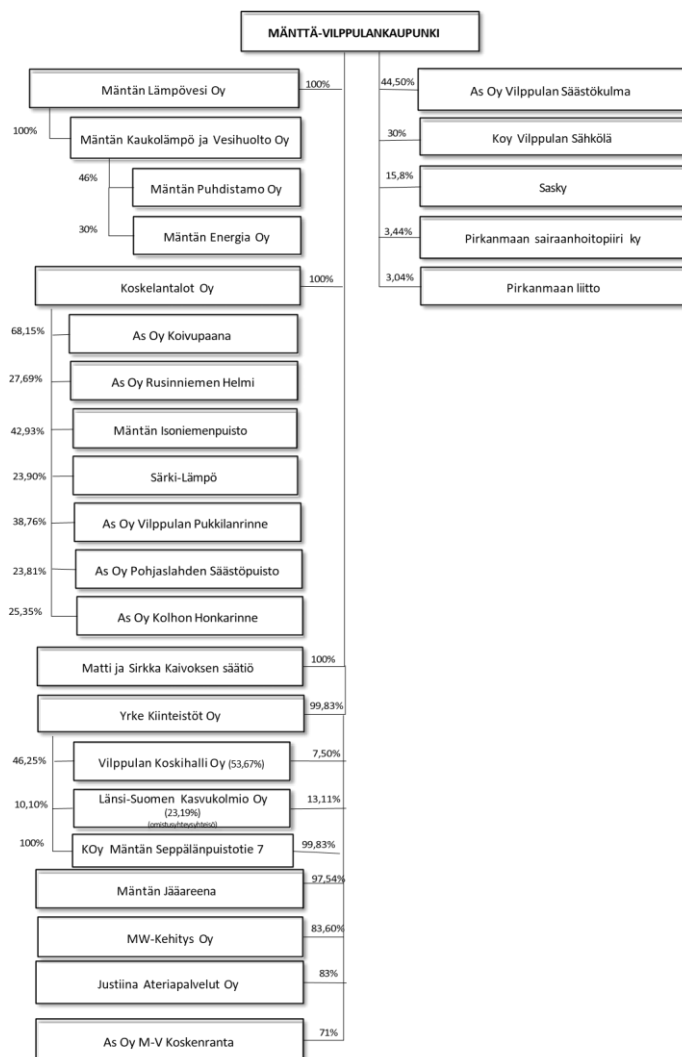 MÄNTTÄ-VILPPULANKAUPUNKI
Mäntän Lämpövesi Oy
100%
100%
Mäntän Kaukolämpö ja Vesihuolto Oy
46%
Mäntän Puhdistamo Oy
30%
Mäntän Energia Oy
Koskelantalot Oy
100%
68,15%
As Oy Koivupaana
27,69%
As Oy Rusinniemen Helmi
42,93%
Mäntän Isoniemenpuisto
23,90%
Särki-Lämpö
38,76%
As Oy Vilppulan Pukkilanrinne
23,81%
As Oy Pohjaslahden Säästöpuisto
25,35%
As Oy Kolhon Honkarinne
Matti ja Sirkka Kaivoksen säätiö
100%
Yrke Kiinteistöt Oy
99,83%
46,25%
Vilppulan Koskihalli Oy (53,67%)
7,50%
10,10%
Länsi-Suomen Kasvukolmio Oy
(23,19%)
(omistusyhteysyhteisö)
13,11%
100%
KOy Mäntän Seppälänpuistotie 7
99,83%
Mäntän Jääareena
97,54%
MW-Kehitys Oy
83,60%
Justiina Ateriapalvelut Oy
83%
As Oy M-V Koskenranta
71%
44,50%
As Oy Vilppulan Säästökulma
30%
Koy Vilppulan Sähkölä
15,8%
Sasky
3,44%
Pirkanmaan sairaanhoitopiiri ky
3,04%
Pirkanmaan liitto